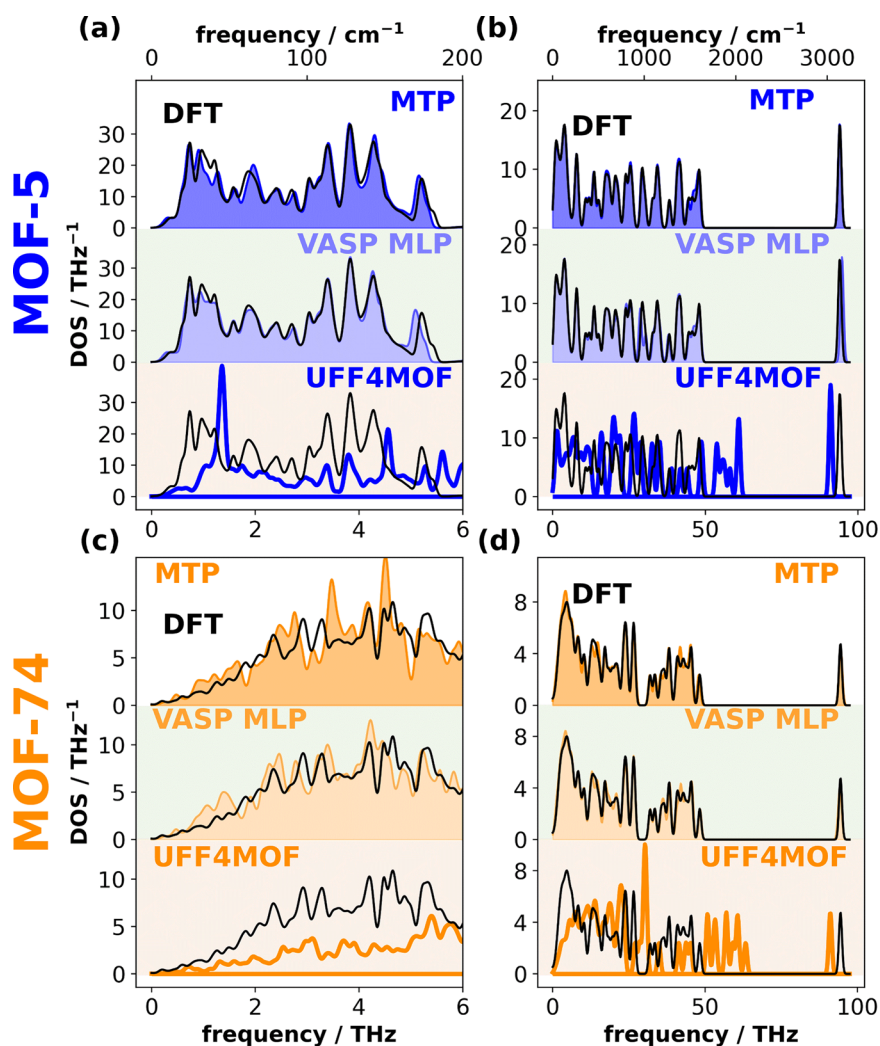 (a)
frequency / cm⁻¹
0 100 200
(b)
frequency / cm⁻¹
0 1000 2000 3000
MOF-5
DOS / THz⁻¹
DFT
MTP
30
20
10
0
VASP MLP
30
20
10
0
UFF4MOF
30
20
10
0
0 2 4 6
DFT
MTP
20
10
0
VASP MLP
20
10
0
UFF4MOF
20
10
0
0 50 100
MOF-74
DOS / THz⁻¹
(c)
MTP
DFT
10
5
0
VASP MLP
10
5
0
UFF4MOF
10
5
0
0 2 4 6
frequency / THz
(d)
MTP
DFT
8
4
0
VASP MLP
8
4
0
UFF4MOF
8
4
0
0 50 100
frequency / THz